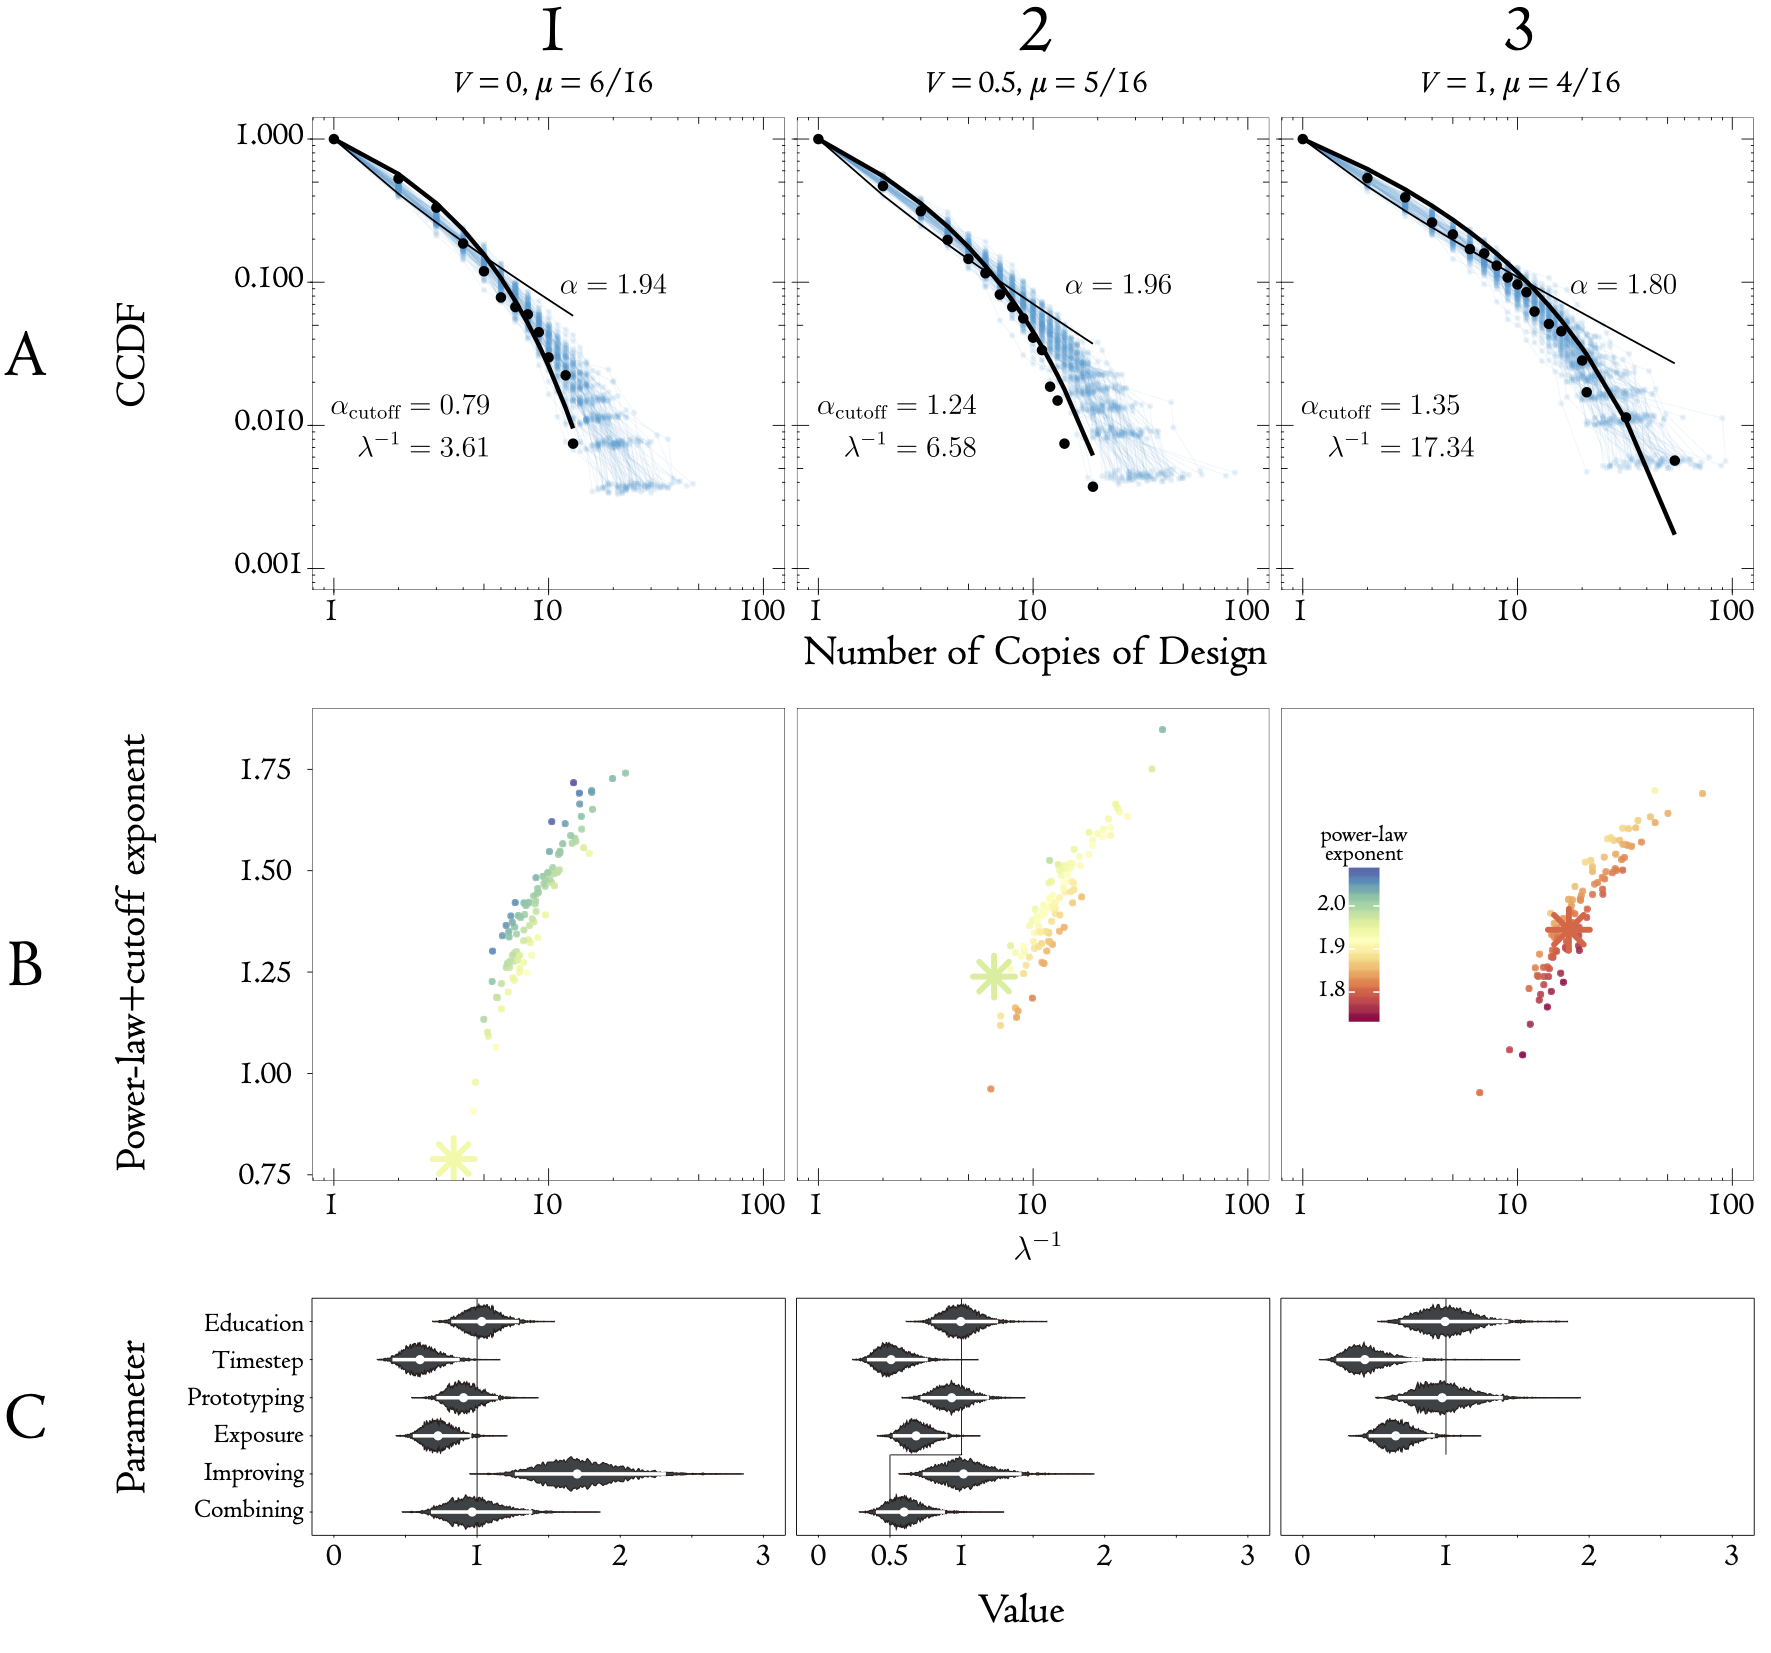 1 2 3
V = 0, μ = 6/16 V = 0.5, μ = 5/16 V = 1, μ = 4/16
A
CCDF
1.000
0.100
0.010
0.001
α = 1.94
α_cutoff = 0.79
λ⁻¹ = 3.61
α = 1.96
α_cutoff = 1.24
λ⁻¹ = 6.58
α = 1.80
α_cutoff = 1.35
λ⁻¹ = 17.34
1 10 100 1 10 100 1 10 100
Number of Copies of Design
B
Power-law+cutoff exponent
1.75
1.50
1.25
1.00
0.75
power-law
exponent
2.0
1.9
1.8
1 10 100 1 10 100 1 10 100
λ⁻¹
C
Parameter
Education
Timestep
Prototyping
Exposure
Improving
Combining
0 1 2 3 0 0.5 1 2 3 0 1 2 3
Value